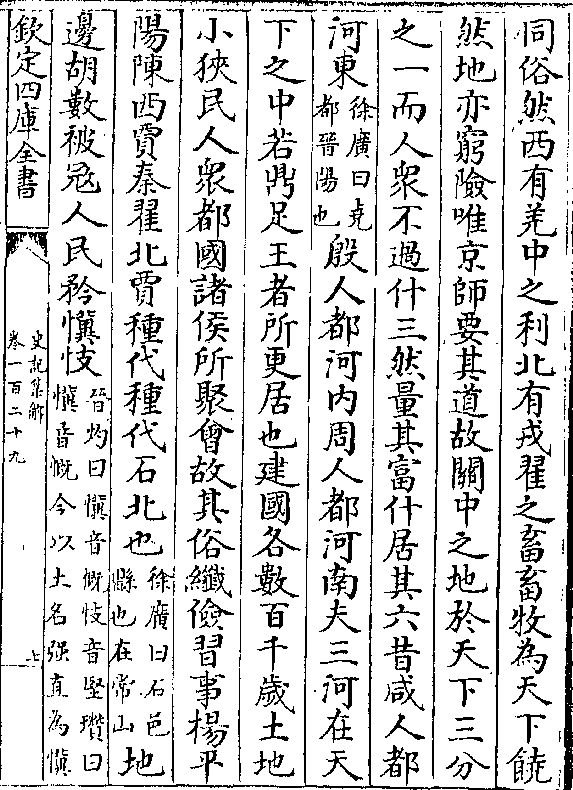 同俗然西有羌中之利北有戎翟之畜畜牧為天下饒
然地亦窮險唯京師要其道故關中之地於天下三分
之一而人衆不過什三然量其富什居其六昔咸人都
河東徐廣曰堯都晉陽也殷人都河内周人都河南夫三河在天
下之中若鼎足王者所更居也建國各數百千歲土地
小狹民人衆都國諸侯所聚會故其俗纖儉習事楊平
陽陳西賈秦翟北賈種代種代石北也徐廣曰石邑縣也在常山地
邊胡數被冦人民矜懻忮晉灼曰懻音慨忮音堅瓚曰懻音慨今以土名强直為懻
欽定四庫全書
史記集解
卷一百二十九
七